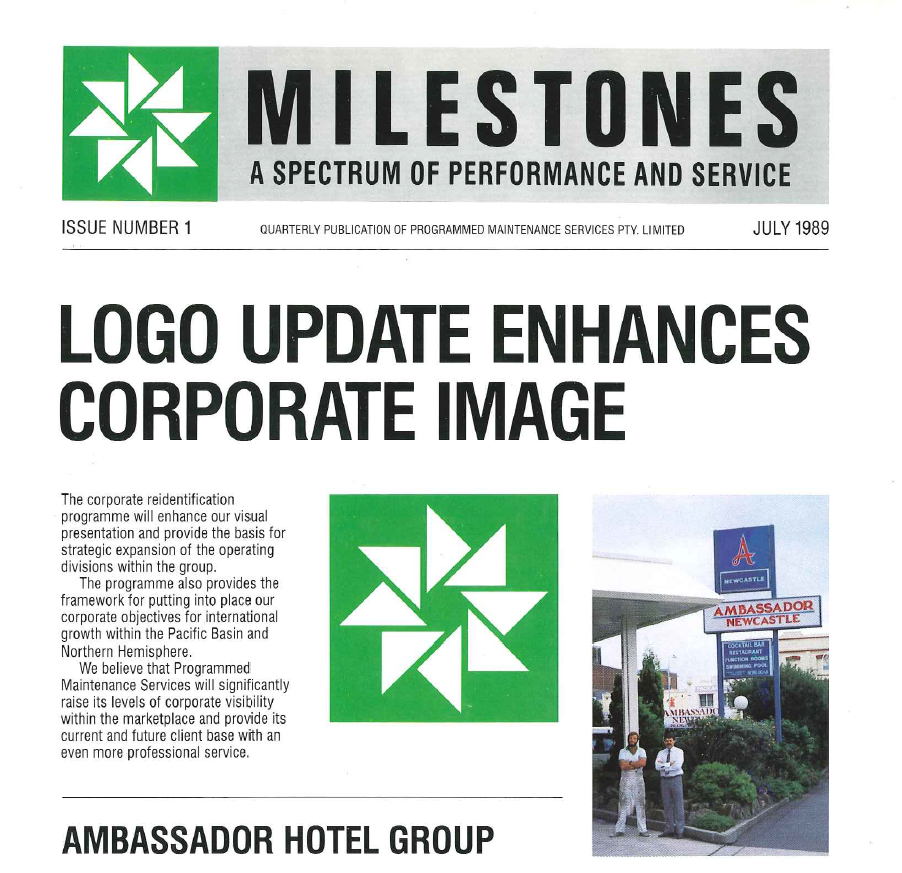 MILESTONES
A SPECTRUM OF PERFORMANCE AND SERVICE
ISSUE NUMBER 1
QUARTERLY PUBLICATION OF PROGRAMMED MAINTENANCE SERVICES PTY. LIMITED
JULY 1989
LOGO UPDATE ENHANCES
CORPORATE IMAGE
The corporate reidentification
programme will enhance our visual
presentation and provide the basis for
strategic expansion of the operating
divisions within the group.
The programme also provides the
framework for putting into place our
corporate objectives for international
growth within the Pacific Basin and
Northern Hemisphere.
We believe that Programmed
Maintenance Services will significantly
raise its levels of corporate visibility
within the marketplace and provide its
current and future client base with an
even more professional service.
A
NEWCASTLE
AMBASSADOR
NEWCASTLE
COCKTAIL BAR
RESTAURANT
FUNCTION ROOMS
SWIMMING POOL
AMBASSADO
NEW
AMBASSADOR HOTEL GROUP